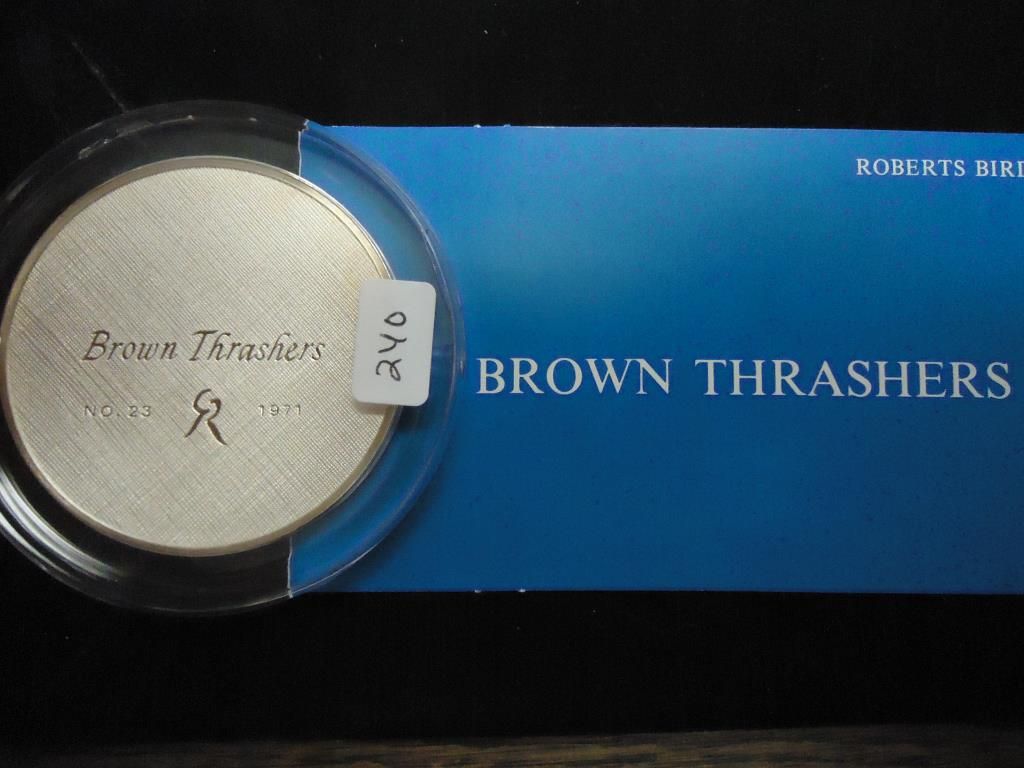 Brown Thrashers
NO. 23
1971
240
ROBERTS BIRD
BROWN THRASHERS